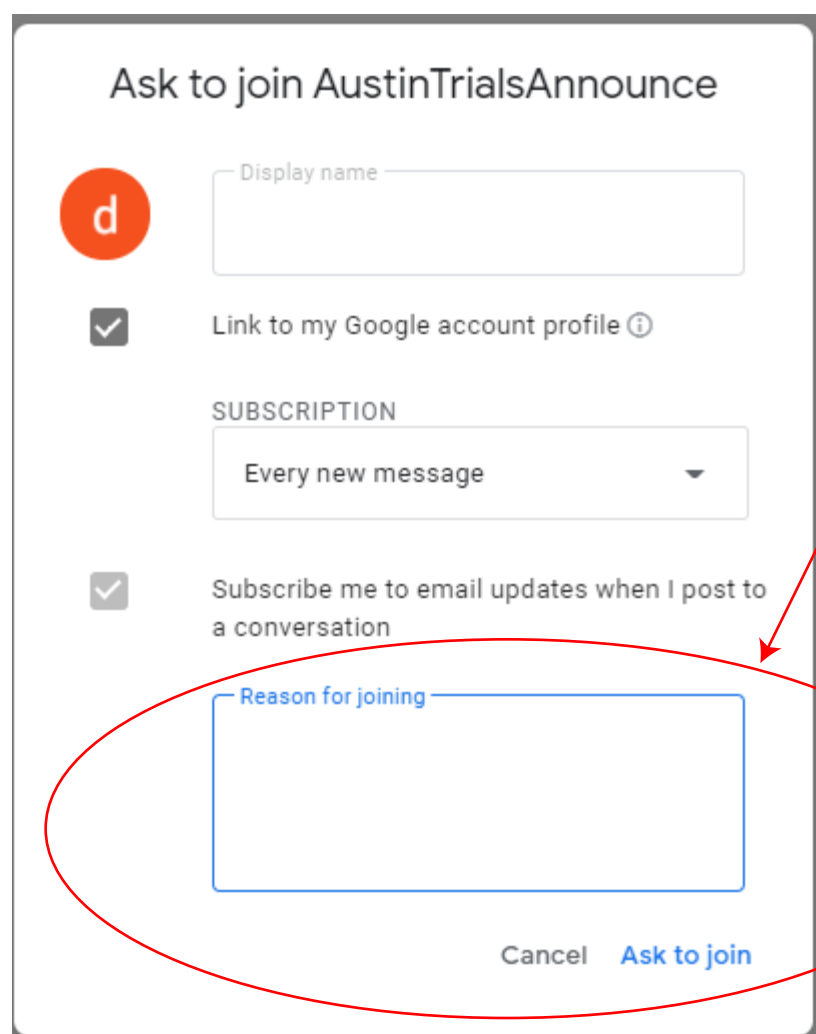 Ask to join AustinTrialsAnnounce
Display name
d
Link to my Google account profile
SUBSCRIPTION
Every new message
Subscribe me to email updates when I post to
a conversation
Reason for joining
Cancel Ask to join